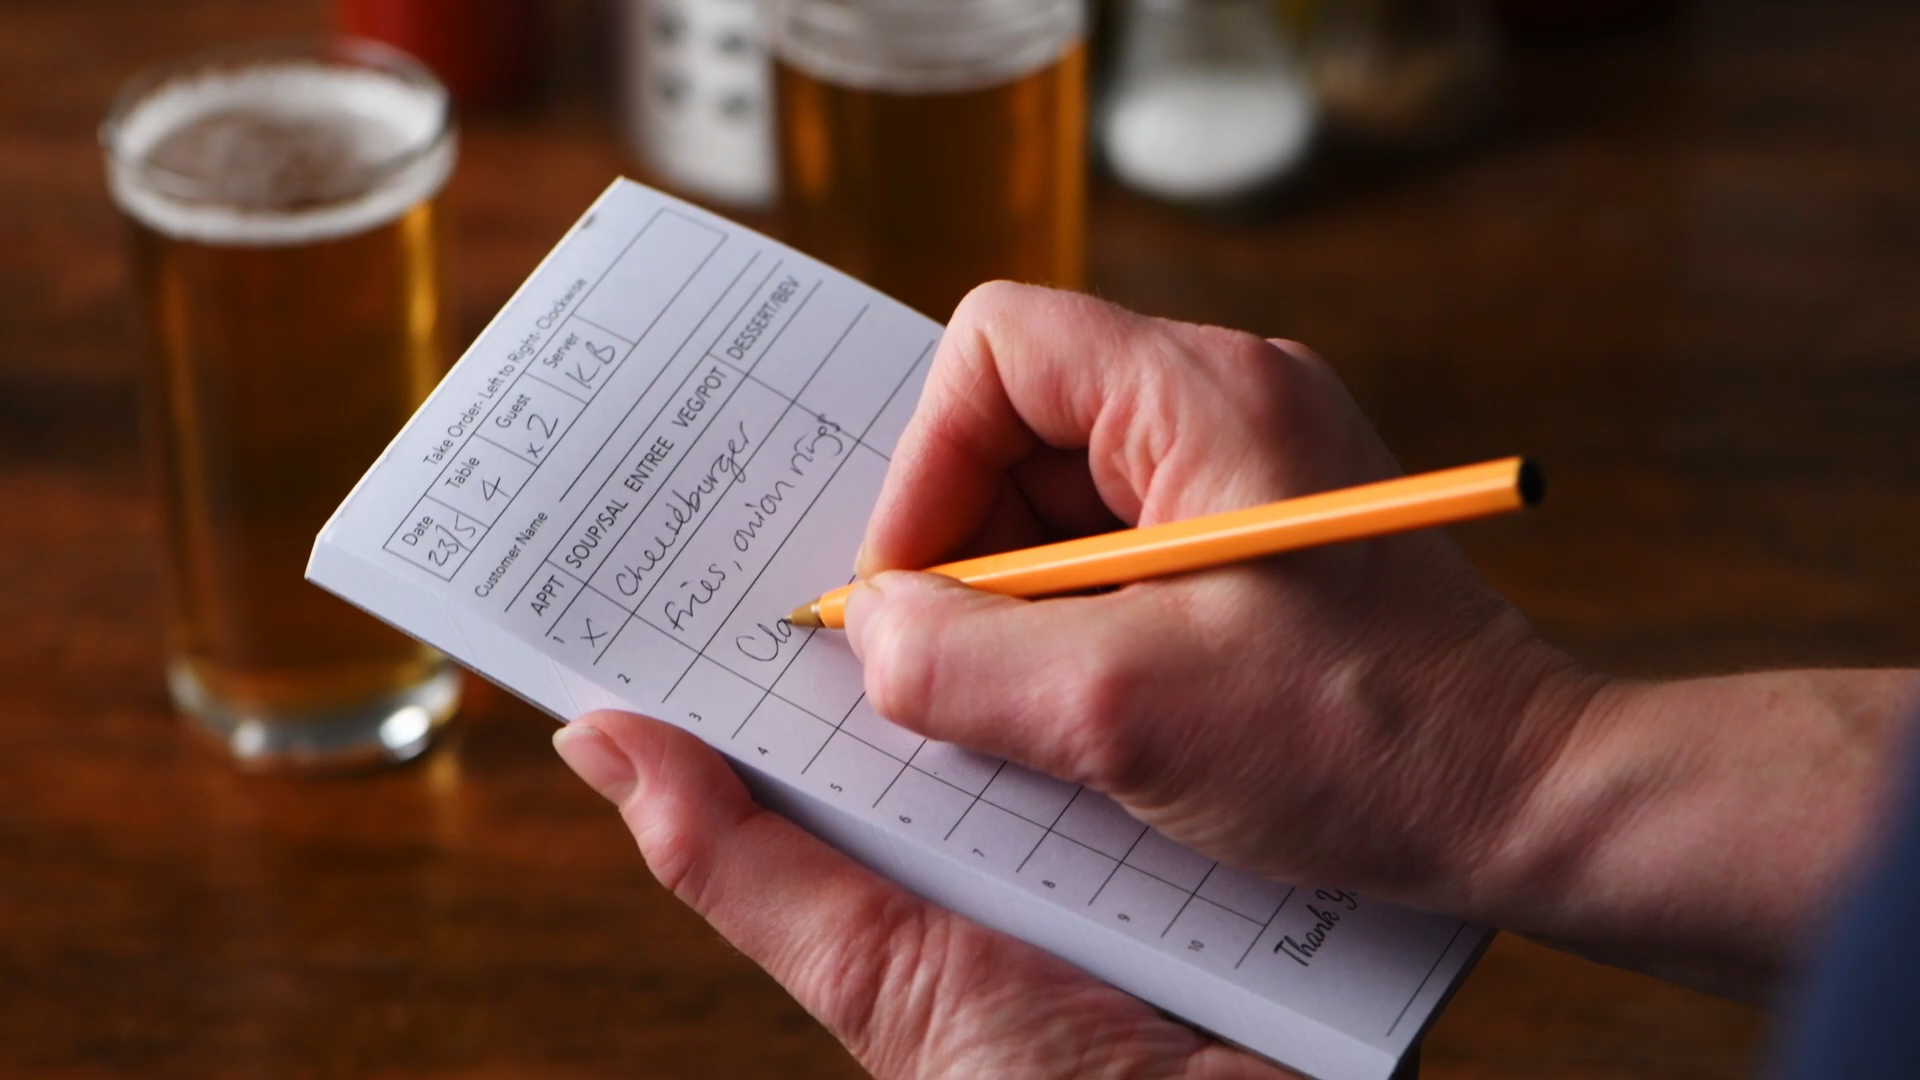 Take Order- Left to Right- Clockwise
Date Table Guest Server
23/5 4 x2 KB
Customer Name
APPT SOUP/SAL ENTREE VEG/POT DESSERT/BEV
1 x Cheeseburger
2 fries, onion rings
3 Cla
4
5
6
7
8
9
10
Thank Y